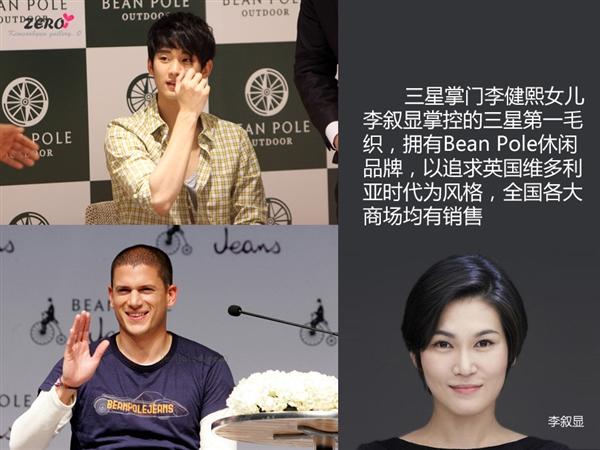 BEAN POLE
OUTDOOR
ZERO
BEAN POLE
OUTDOOR
BEAN POLE
OUTDOOR
三星掌门李健熙女儿
李叙显掌控的三星第一毛
织，拥有Bean Pole休闲
品牌，以追求英国维多利
亚时代为风格，全国各大
商场均有销售
Jeans
BEAN POLE
Jeans
BEANPOLEJEANS
李叙显